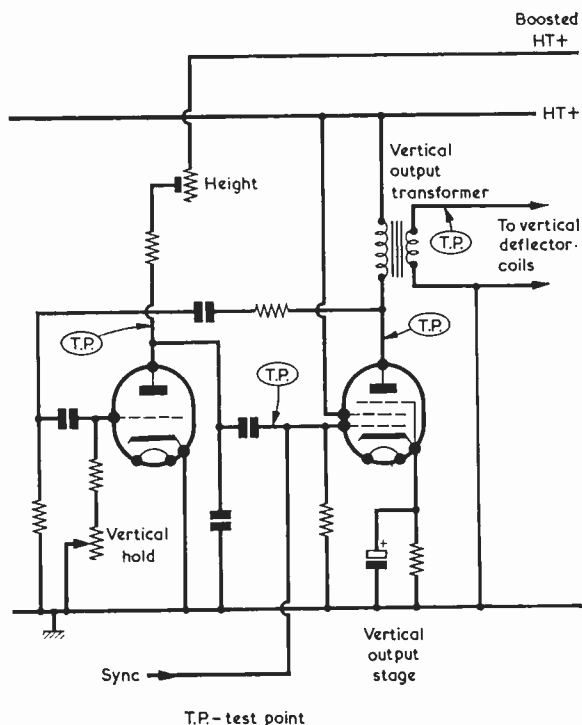 Boosted
HT+
HT+
Vertical
output
transformer
Height
T.P.
To vertical
deflector
coils
T.P.
T.P.
T.P.
+
Vertical
hold
Vertical
output
stage
Sync
T.P.- test point